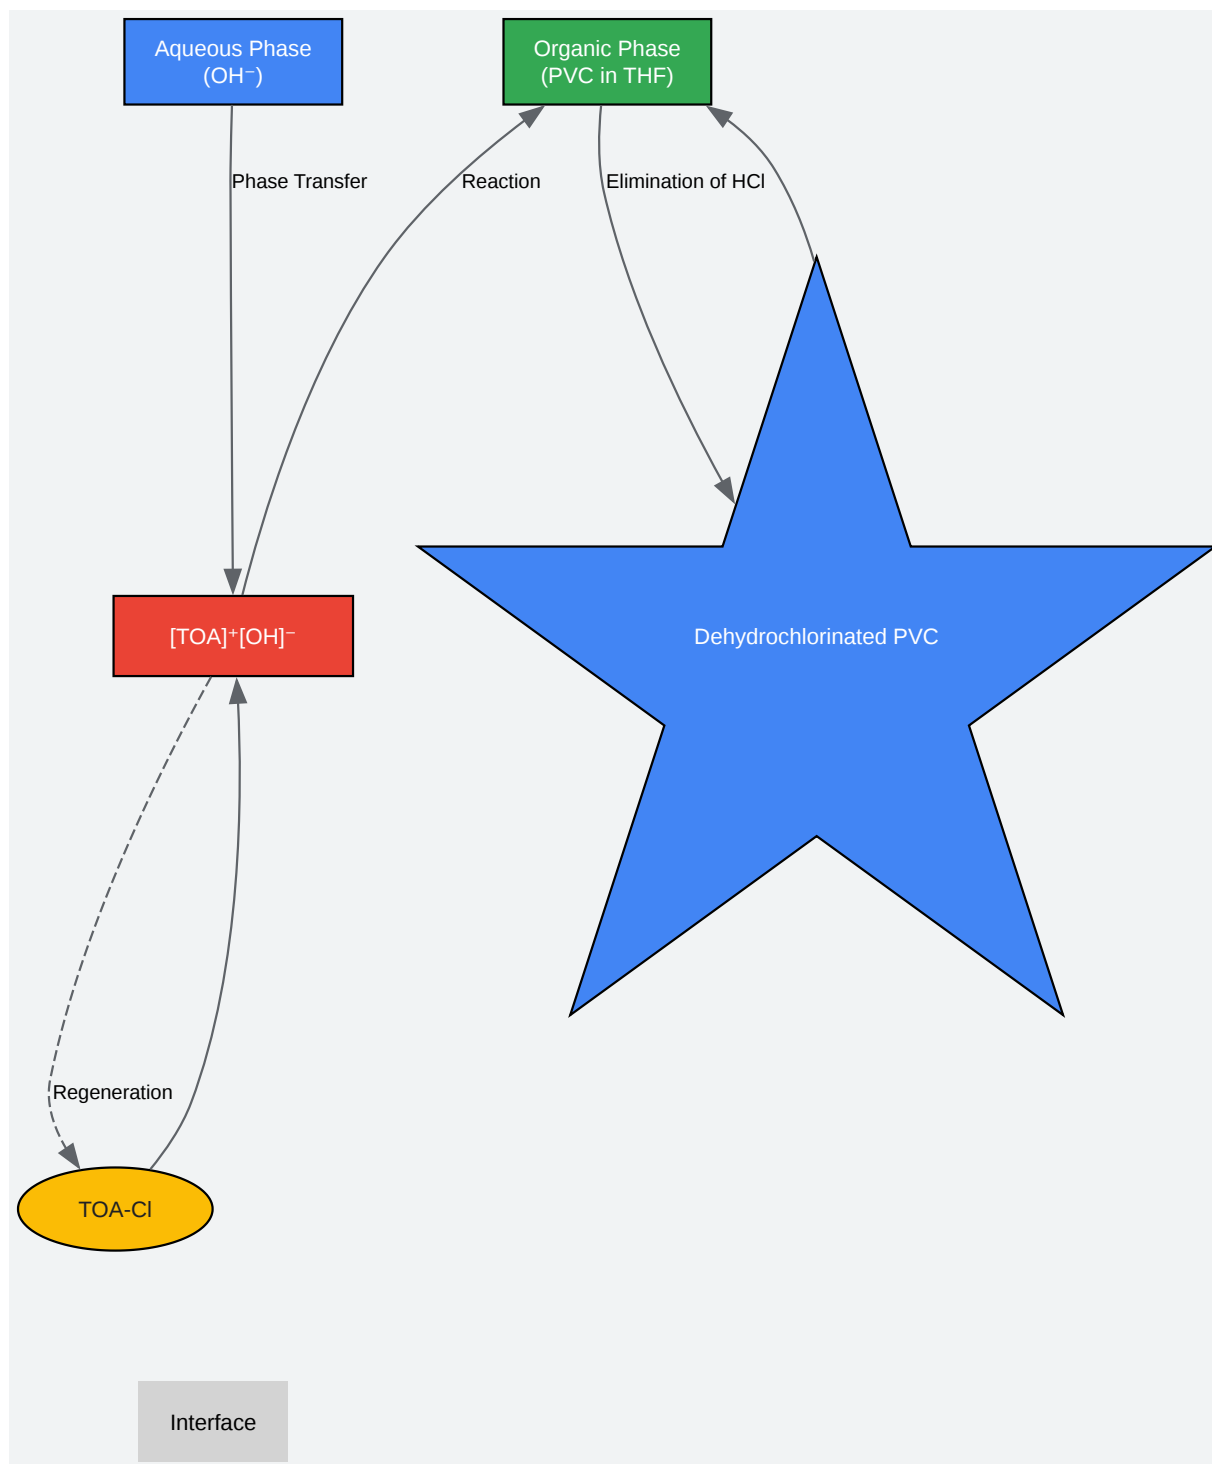 Aqueous Phase
(OH⁻)
Organic Phase
(PVC in THF)
Phase Transfer
Reaction
Elimination of HCl
[TOA]⁺[OH]⁻
Dehydrochlorinated PVC
Regeneration
TOA-Cl
Interface